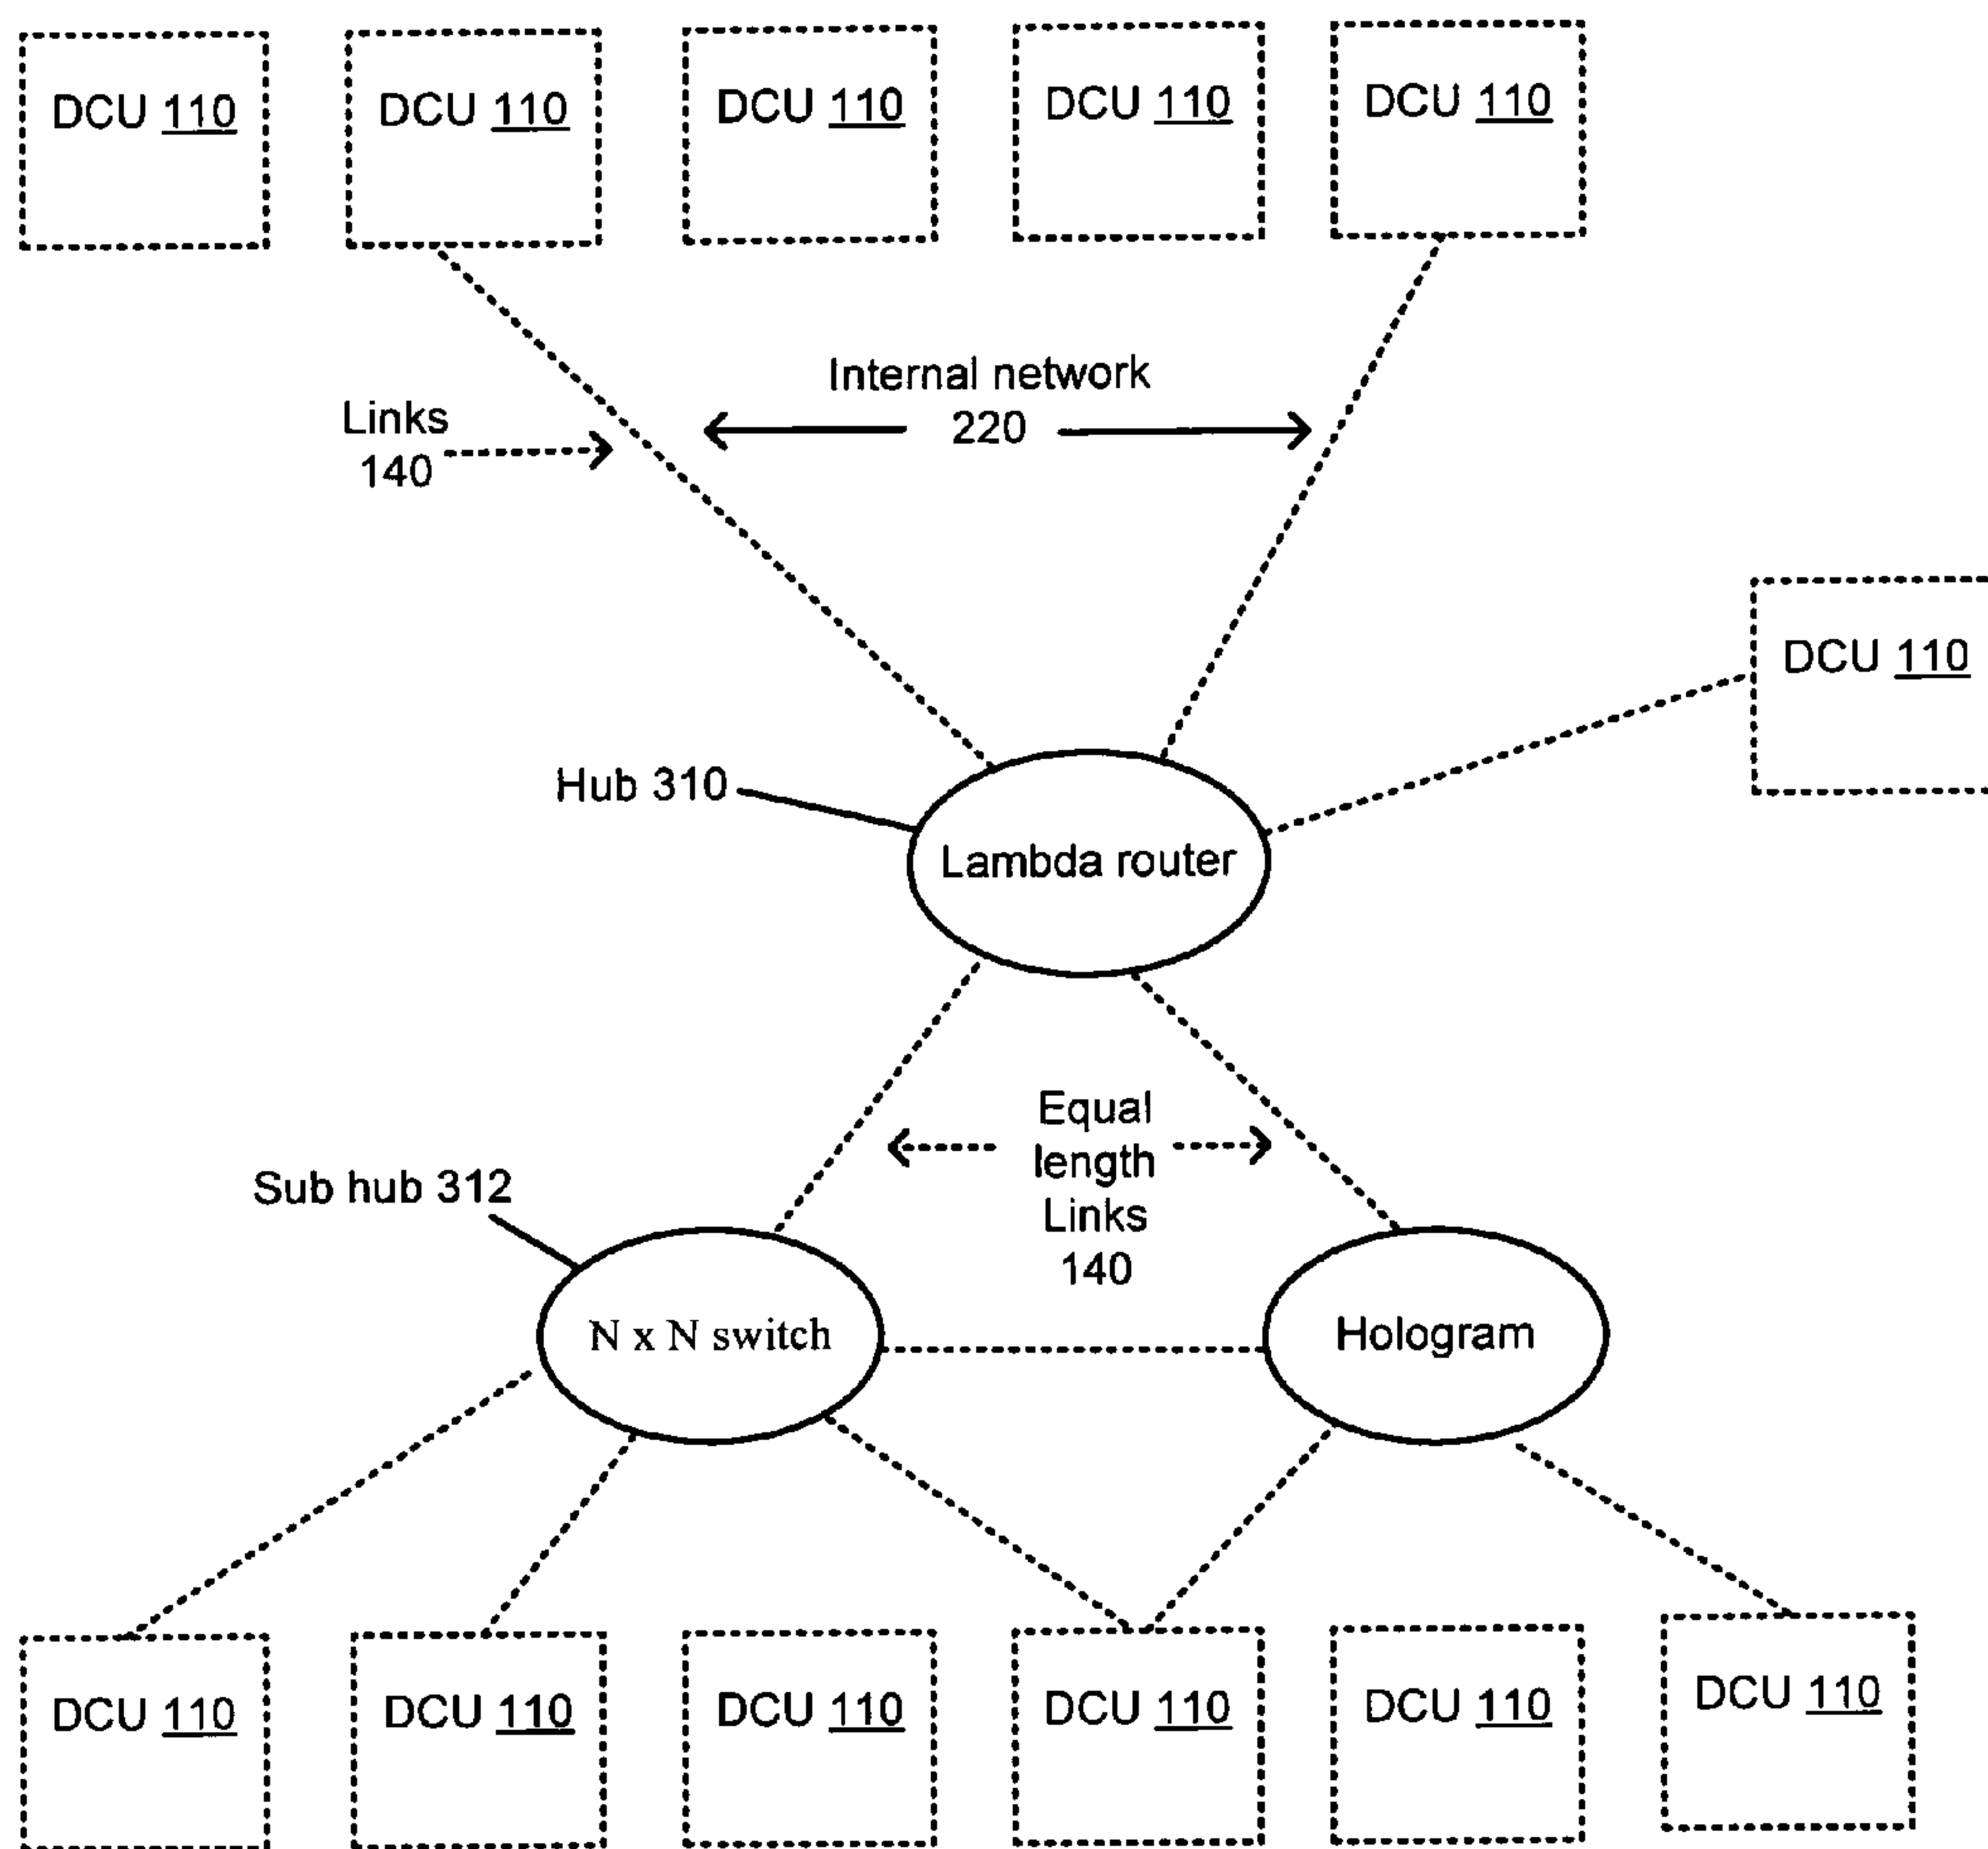 DCU 110
DCU 110
DCU 110
DCU 110
DCU 110
Internal network
220
Links
140
DCU 110
Hub 310
Lambda router
Equal
length
Links
140
Sub hub 312
N x N switch
Hologram
DCU 110
DCU 110
DCU 110
DCU 110
DCU 110
DCU 110